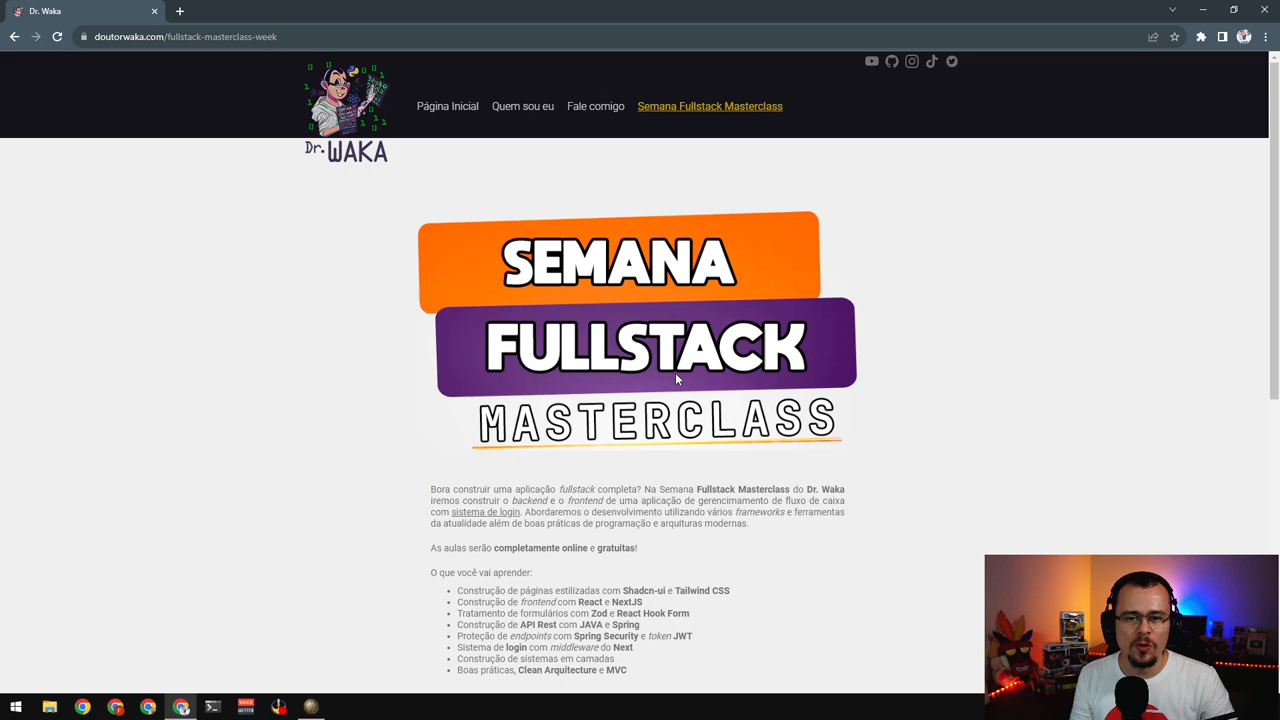 Dr. Waka
doutorwaka.com/fullstack-masterclass-week
Dr. WAKA
Página Inicial Quem sou eu Fale comigo Semana Fullstack Masterclass
SEMANA
FULLSTACK
MASTERCLASS
Bora construir uma aplicação fullstack completa? Na Semana Fullstack Masterclass do Dr. Waka
iremos construir o backend e o frontend de uma aplicação de gerencimento de fluxo de caixa
com sistema de login. Abordaremos o desenvolvimento utilizando vários frameworks e ferramentas
da atualidade além de boas práticas de programação e arquituras modernas.
As aulas serão completamente online e gratuitas!
O que você vai aprender:
Construção de páginas estilizadas com Shadcn-ui e Tailwind CSS
Construção de frontend com React e NextJS
Tratamento de formulários com Zod e React Hook Form
Construção de API Rest com JAVA e Spring
Proteção de endpoints com Spring Security e token JWT
Sistema de login com middleware do Next
Construção de sistemas em camadas
Boas práticas, Clean Arquitecture e MVC